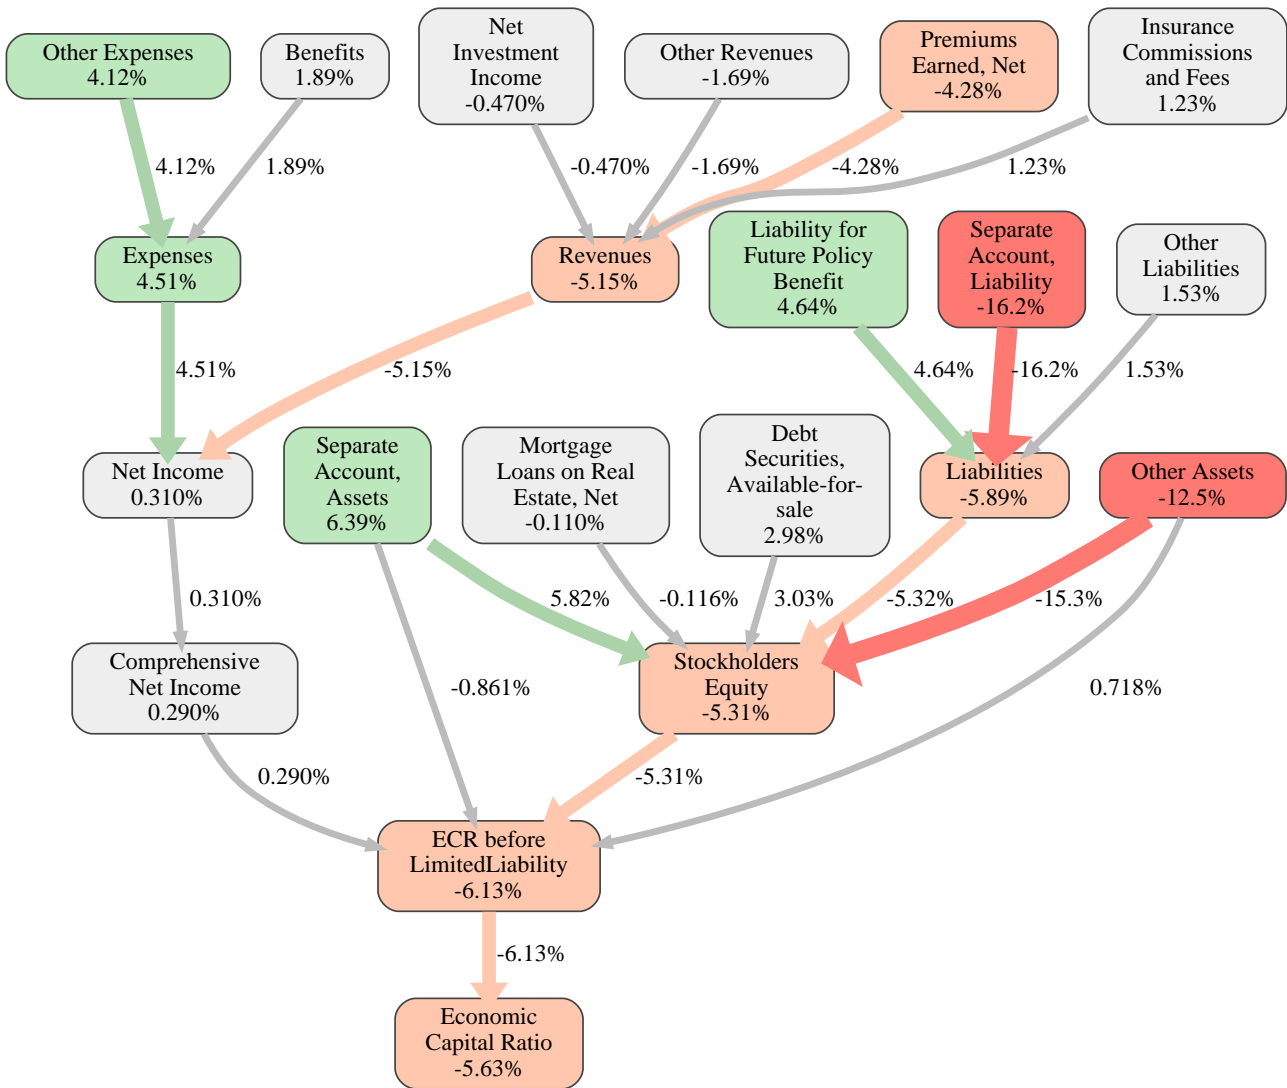 Other Expenses
4.12%
Benefits
1.89%
Net
Investment
Income
-0.470%
Other Revenues
-1.69%
Premiums
Earned, Net
-4.28%
Insurance
Commissions
and Fees
1.23%
4.12%
1.89%
-0.470%
-1.69%
-4.28%
1.23%
Expenses
4.51%
Revenues
-5.15%
Liability for
Future Policy
Benefit
4.64%
Separate
Account,
Liability
-16.2%
Other
Liabilities
1.53%
4.51%
-5.15%
4.64%
-16.2%
1.53%
Net Income
0.310%
Separate
Account,
Assets
6.39%
Mortgage
Loans on Real
Estate, Net
-0.110%
Debt
Securities,
Available-for-
sale
2.98%
Liabilities
-5.89%
Other Assets
-12.5%
0.310%
5.82%
-0.116%
3.03%
-5.32%
-15.3%
Comprehensive
Net Income
0.290%
-0.861%
Stockholders
Equity
-5.31%
0.718%
0.290%
-5.31%
ECR before
LimitedLiability
-6.13%
-6.13%
Economic
Capital Ratio
-5.63%